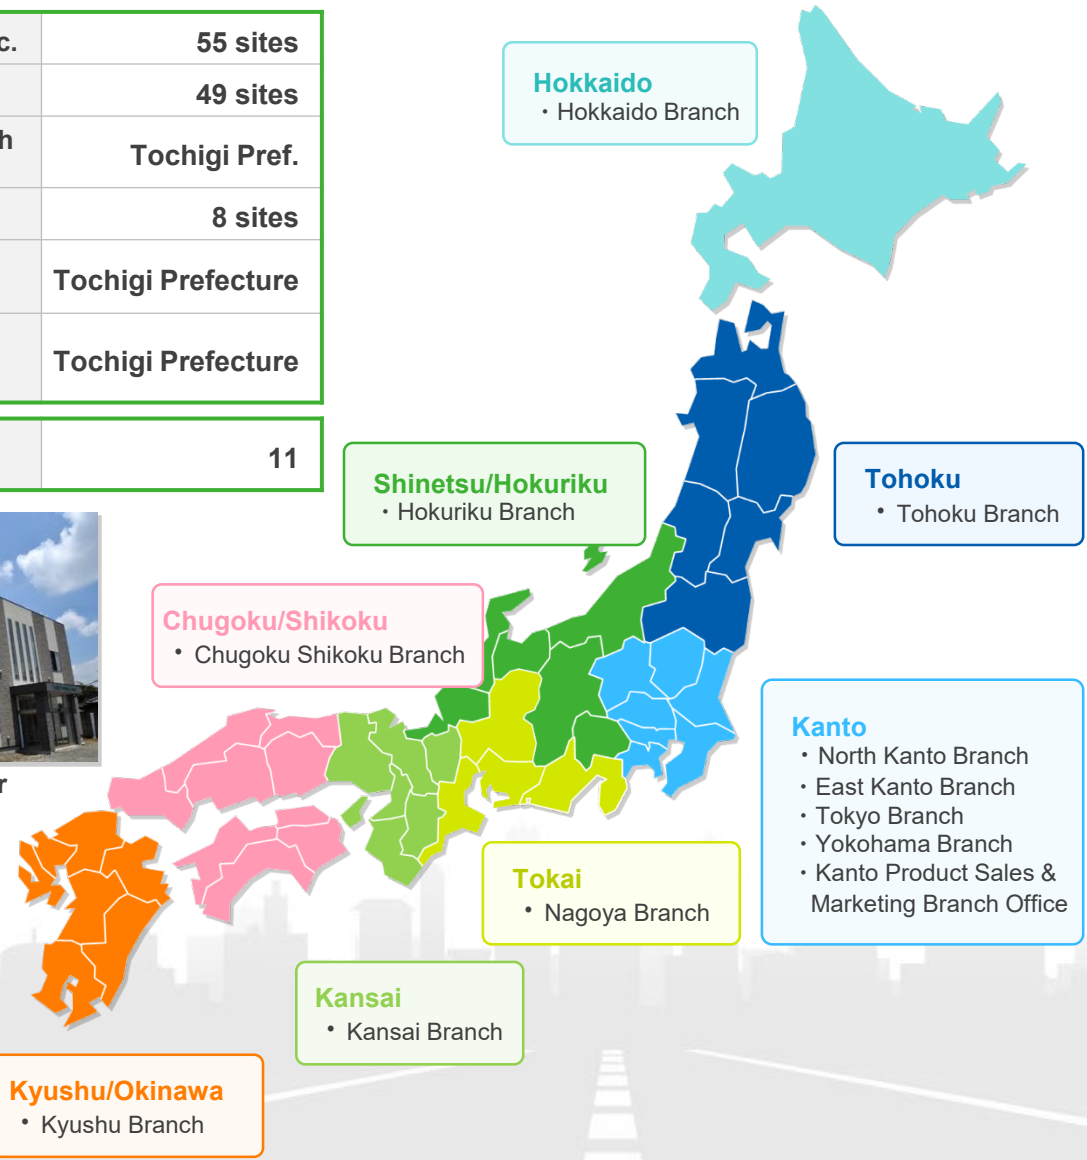 c. 55 sites
49 sites
h
Tochigi Pref.
8 sites
Tochigi Prefecture
Tochigi Prefecture
11
r
Hokkaido
・Hokkaido Branch
Shinetsu/Hokuriku
・Hokuriku Branch
Tohoku
• Tohoku Branch
Chugoku/Shikoku
• Chugoku Shikoku Branch
Kanto
・North Kanto Branch
・East Kanto Branch
・Tokyo Branch
・Yokohama Branch
・Kanto Product Sales &
Marketing Branch Office
Tokai
• Nagoya Branch
Kansai
• Kansai Branch
Kyushu/Okinawa
• Kyushu Branch